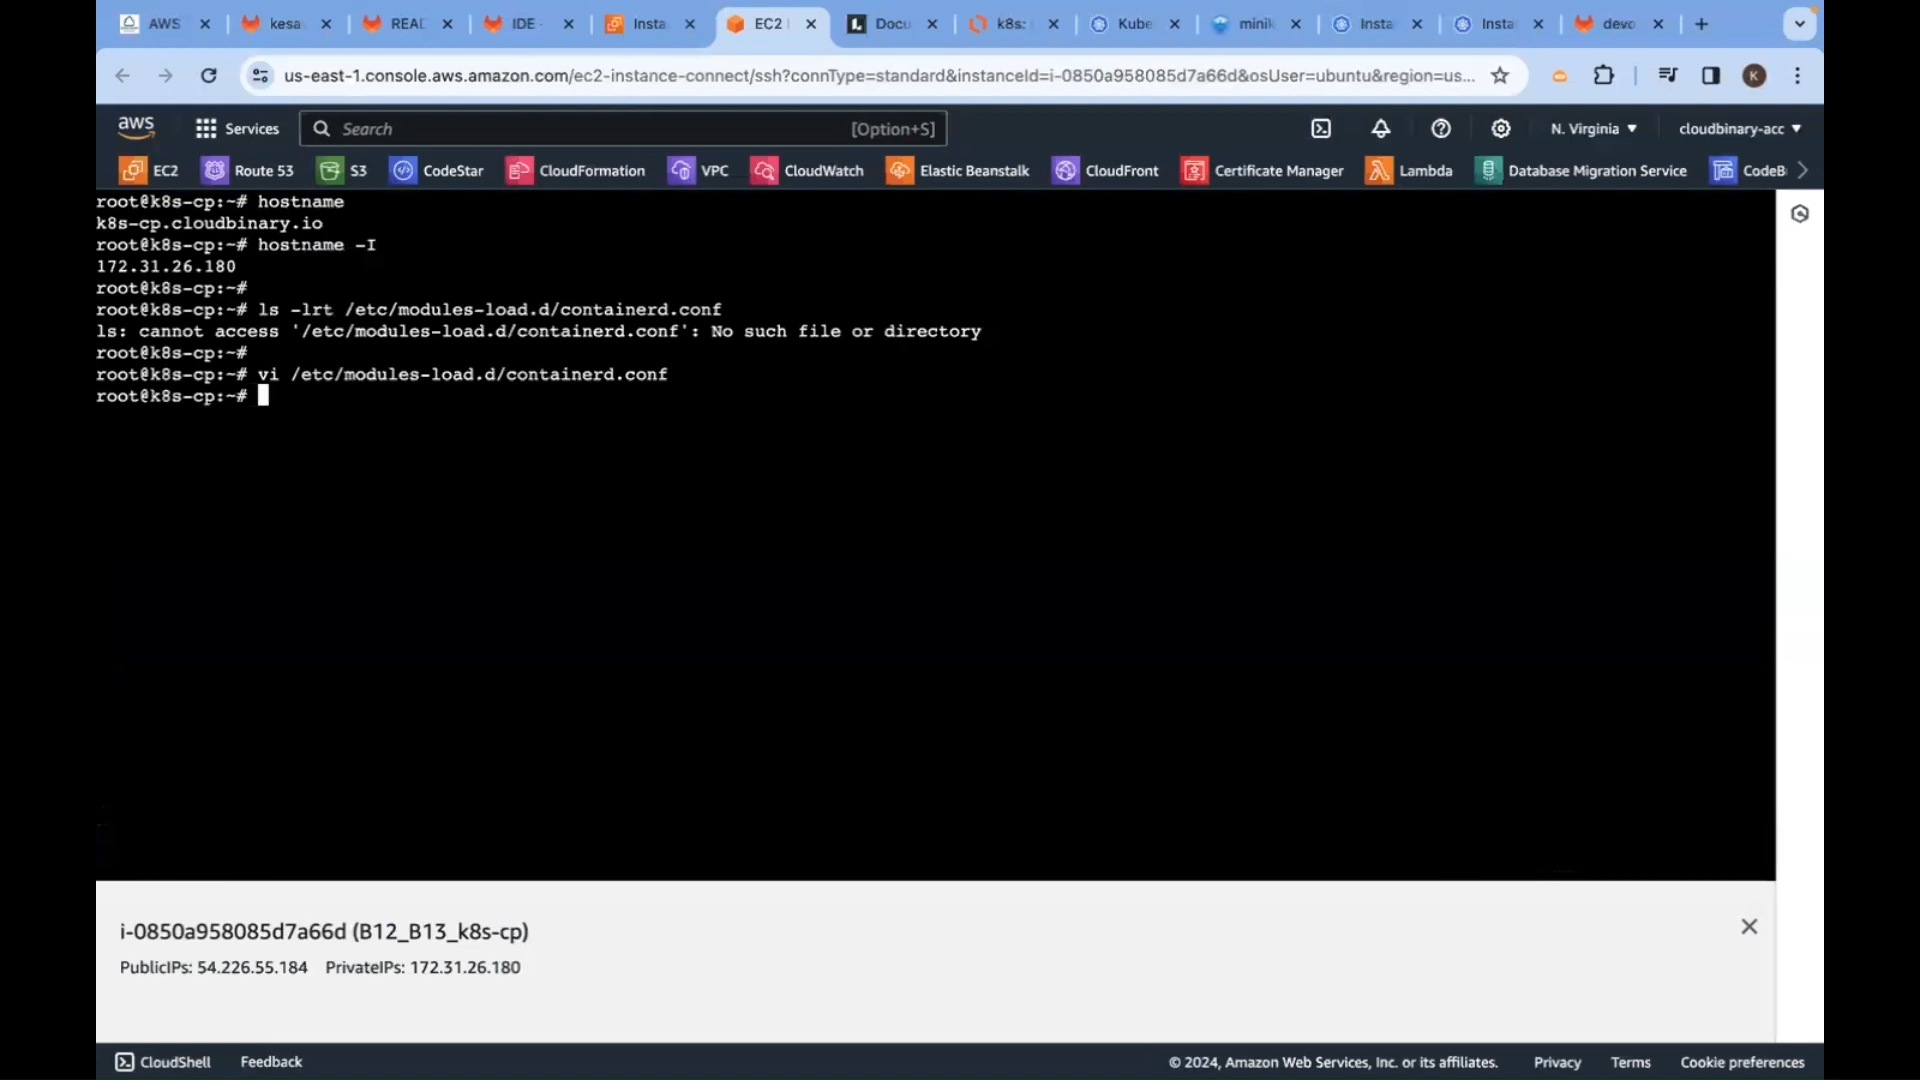 AWS
kesa
REAL
IDE -
Insta
EC2 I
Docu
k8s:
Kube
minik
Insta
Insta
devo
us-east-1.console.aws.amazon.com/ec2-instance-connect/ssh?connType=standard&instanceId=i-0850a958085d7a66d&osUser=ubuntu&region=us...
K
aws
Services
Search
[Option+S]
N. Virginia
cloudbinary-acc
EC2
Route 53
S3
CodeStar
CloudFormation
VPC
CloudWatch
Elastic Beanstalk
CloudFront
Certificate Manager
Lambda
Database Migration Service
CodeB
root@k8s-cp:~# hostname
k8s-cp.cloudbinary.io
root@k8s-cp:~# hostname -I
172.31.26.180
root@k8s-cp:~#
root@k8s-cp:~# ls -lrt /etc/modules-load.d/containerd.conf
ls: cannot access '/etc/modules-load.d/containerd.conf': No such file or directory
root@k8s-cp:~#
root@k8s-cp:~# vi /etc/modules-load.d/containerd.conf
root@k8s-cp:~#
i-0850a958085d7a66d (B12_B13_k8s-cp)
PublicIPs: 54.226.55.184 PrivateIPs: 172.31.26.180
CloudShell
Feedback
© 2024, Amazon Web Services, Inc. or its affiliates.
Privacy
Terms
Cookie preferences